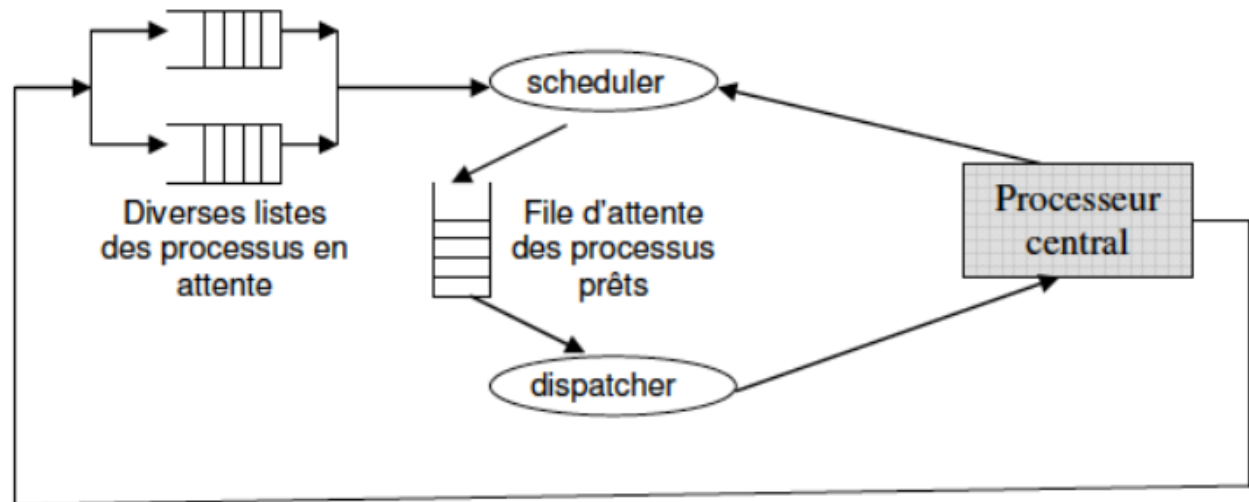 scheduler
Diverses listes
des processus en
attente
File d'attente
des processus
prêts
Processeur
central
dispatcher